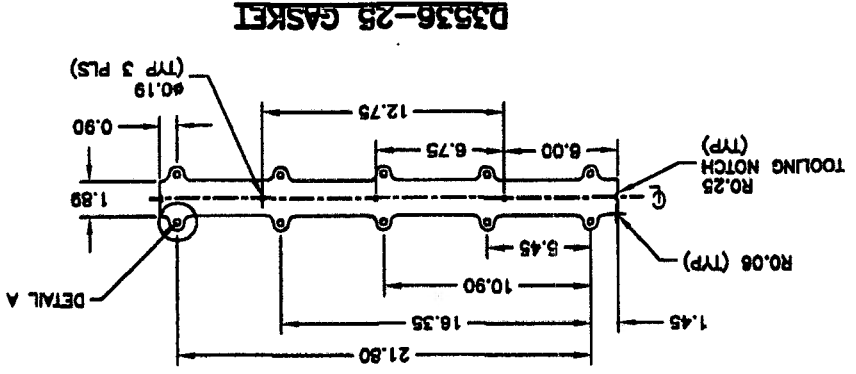 21.80
16.35
1.45
10.90
DETAIL A
5.45
R0.06 (TYP)
1.89
℄
R0.25
TOOLING NOTCH
(TYP)
6.00
6.75
0.90
12.75
ø0.19
(TYP 3 PLS)
D3536-25 GASKET